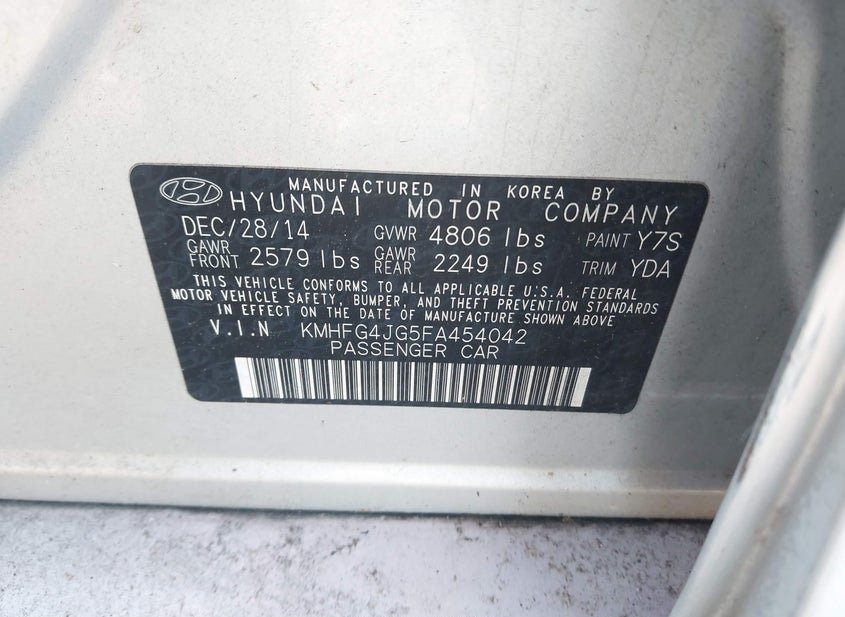 MANUFACTURED IN KOREA BY
HYUNDAI MOTOR COMPANY
DEC/28/14 GVWR 4806 lbs PAINT Y7S
GAWR FRONT 2579 lbs GAWR REAR 2249 lbs TRIM YDA
THIS VEHICLE CONFORMS TO ALL APPLICABLE U.S.A. FEDERAL
MOTOR VEHICLE SAFETY, BUMPER, AND THEFT PREVENTION STANDARDS
IN EFFECT ON THE DATE OF MANUFACTURE SHOWN ABOVE
V.I.N KMHFG4JG5FA454042
PASSENGER CAR